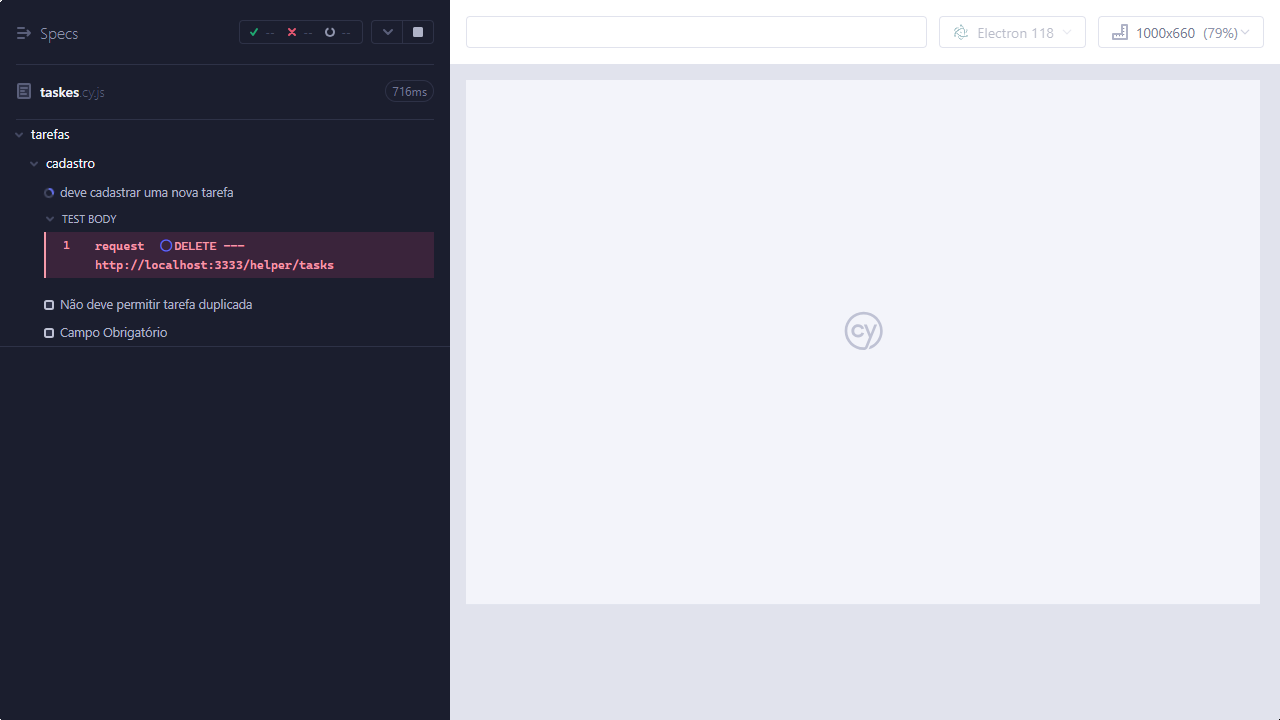 Specs
-- -- --
Electron 118
1000x660 (79%)
taskes.cy.js
716ms
tarefas
cadastro
deve cadastrar uma nova tarefa
TEST BODY
1 request DELETE ---
http://localhost:3333/helper/tasks
Não deve permitir tarefa duplicada
Campo Obrigatório
cy